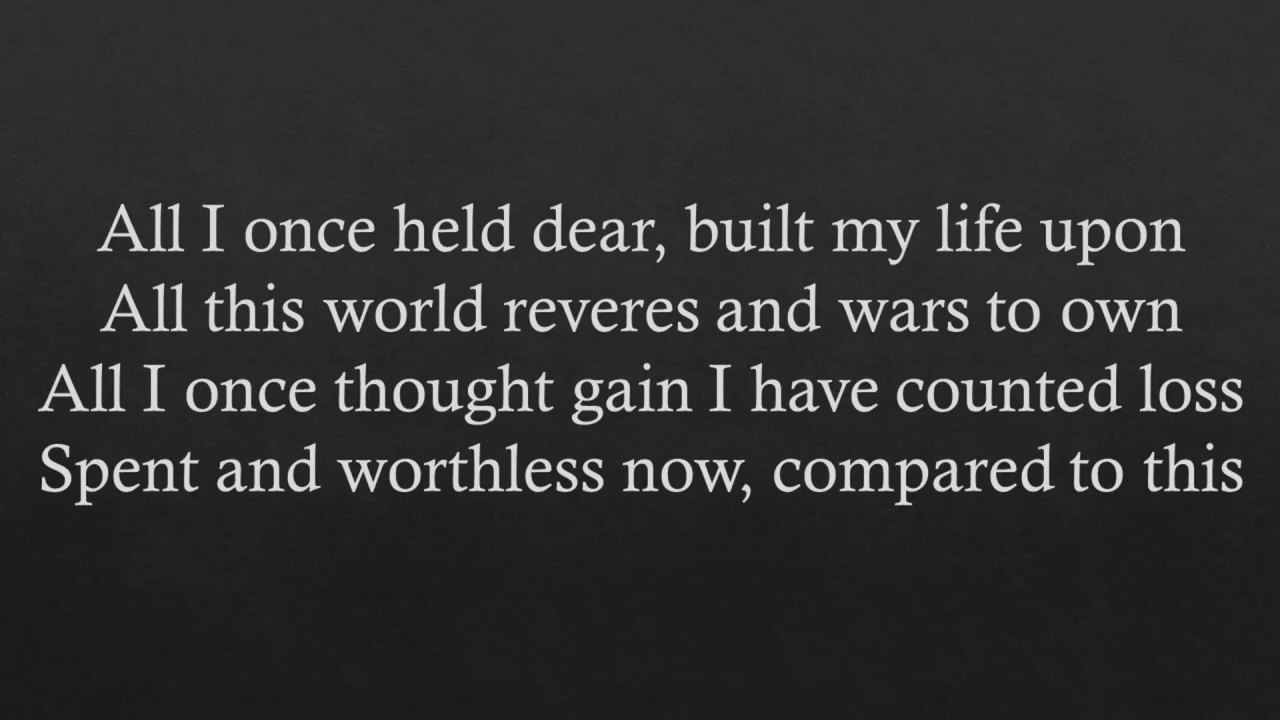 All I once held dear, built my life upon
All this world reveres and wars to own
All I once thought gain I have counted loss
Spent and worthless now, compared to this